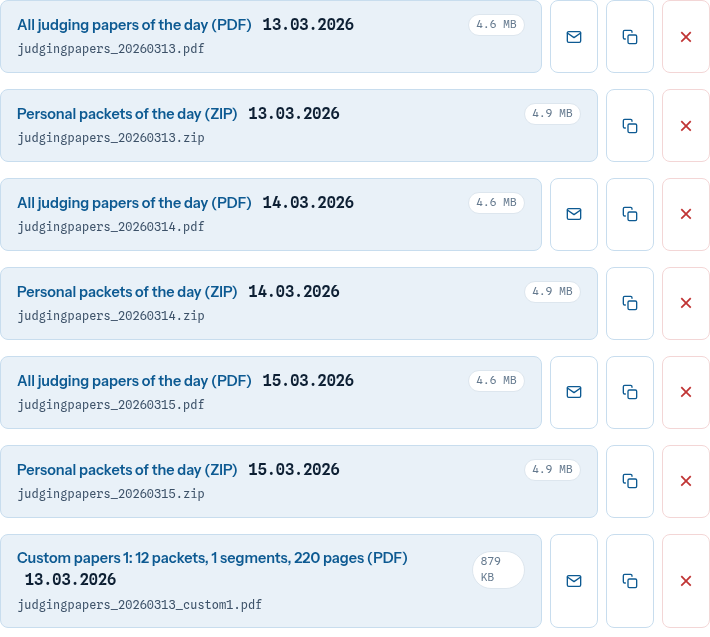 All judging papers of the day (PDF) 13.03.2026 4.6 MB
judgingpapers_20260313.pdf
Personal packets of the day (ZIP) 13.03.2026 4.9 MB
judgingpapers_20260313.zip
All judging papers of the day (PDF) 14.03.2026 4.6 MB
judgingpapers_20260314.pdf
Personal packets of the day (ZIP) 14.03.2026 4.9 MB
judgingpapers_20260314.zip
All judging papers of the day (PDF) 15.03.2026 4.6 MB
judgingpapers_20260315.pdf
Personal packets of the day (ZIP) 15.03.2026 4.9 MB
judgingpapers_20260315.zip
Custom papers 1: 12 packets, 1 segments, 220 pages (PDF)
13.03.2026
879
KB
judgingpapers_20260313_custom1.pdf